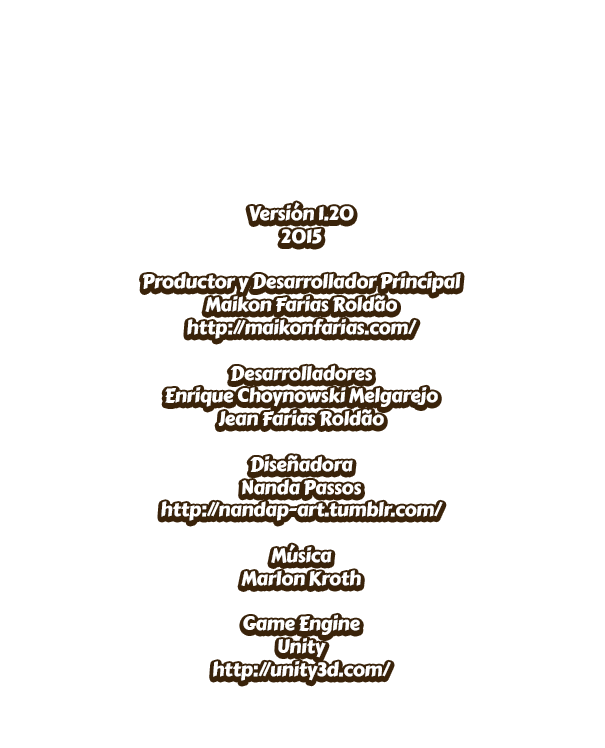 Versión 1.20
2015
Productor y Desarrollador Principal
Maikon Farias Roldão
http://maikonfarias.com/
Desarrolladores
Enrique Choynowski Melgarejo
Jean Farias Roldão
Diseñadora
Nanda Passos
http://nandap-art.tumblr.com/
Música
Marlon Kroth
Game Engine
Unity
http://unity3d.com/